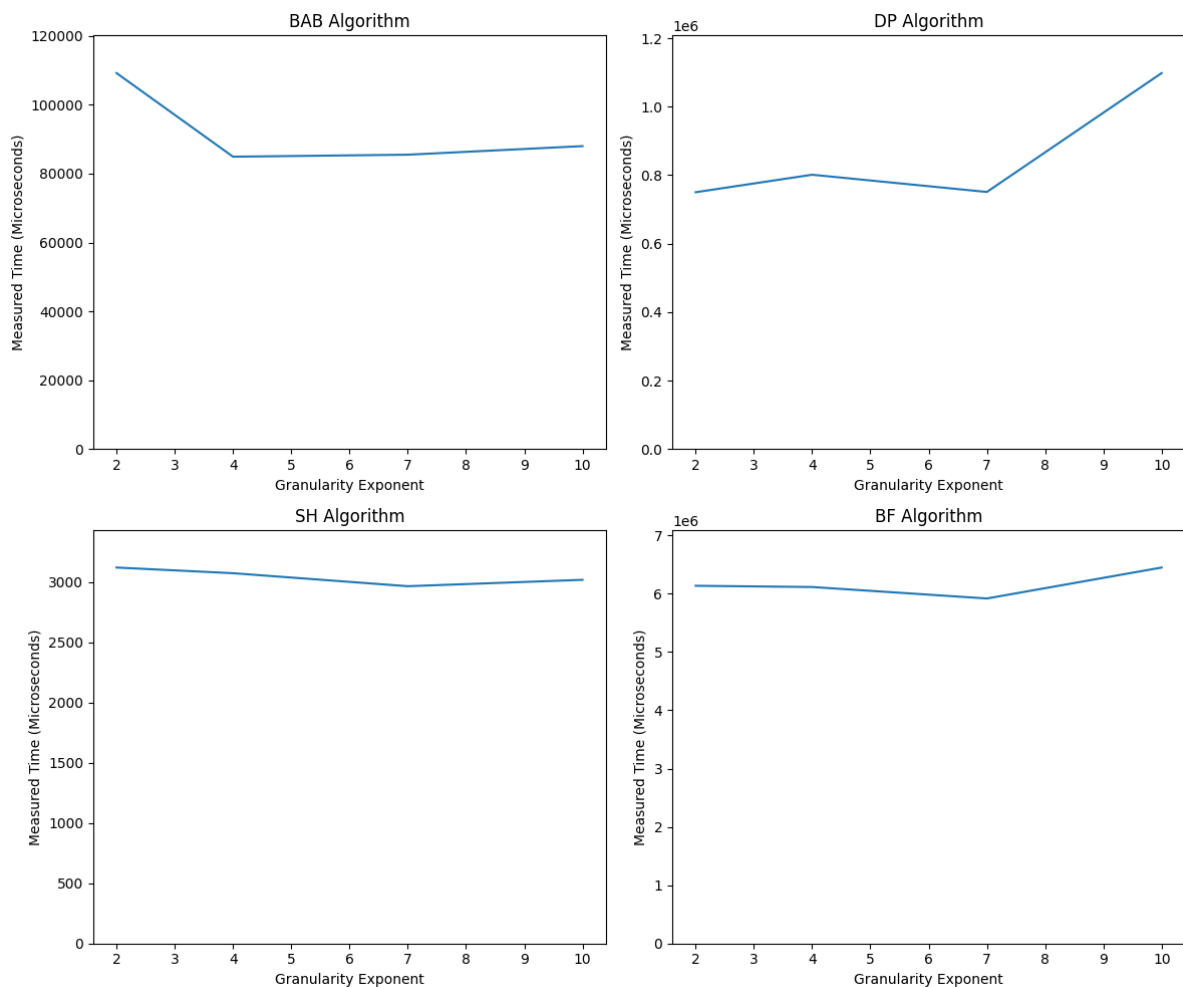 BAB Algorithm
120000
100000
80000
60000
40000
20000
0
Measured Time (Microseconds)
2 3 4 5 6 7 8 9 10
Granularity Exponent
DP Algorithm
1e6
1.2
1.0
0.8
0.6
0.4
0.2
0.0
Measured Time (Microseconds)
2 3 4 5 6 7 8 9 10
Granularity Exponent
SH Algorithm
3000
2500
2000
1500
1000
500
0
Measured Time (Microseconds)
2 3 4 5 6 7 8 9 10
Granularity Exponent
BF Algorithm
1e6
7
6
5
4
3
2
1
0
Measured Time (Microseconds)
2 3 4 5 6 7 8 9 10
Granularity Exponent